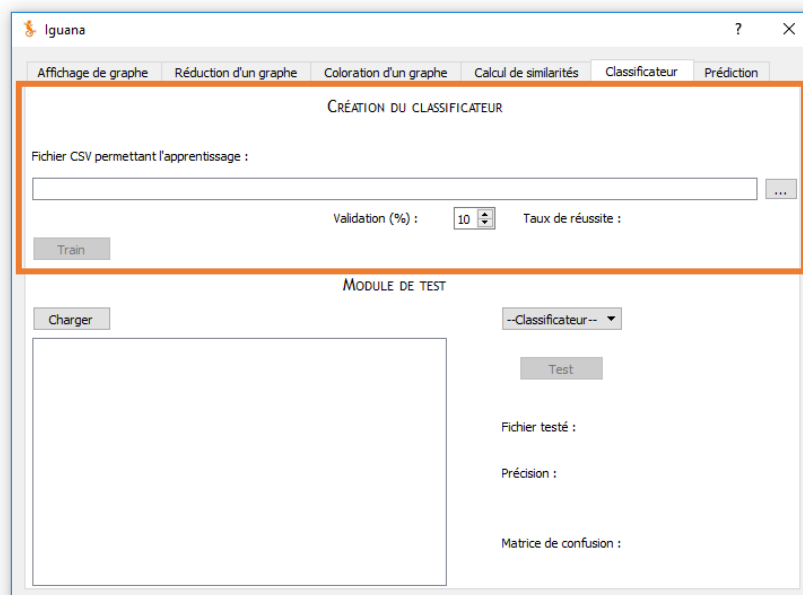 Iguana
?
Affichage de graphe Réduction d'un graphe Coloration d'un graphe Calcul de similarités Classificateur Prédiction
CRÉATION DU CLASSIFICATEUR
Fichier CSV permettant l'apprentissage :
...
Validation (%) : 10 Taux de réussite :
Train
MODULE DE TEST
Charger --Classificateur--
Test
Fichier testé :
Précision :
Matrice de confusion :